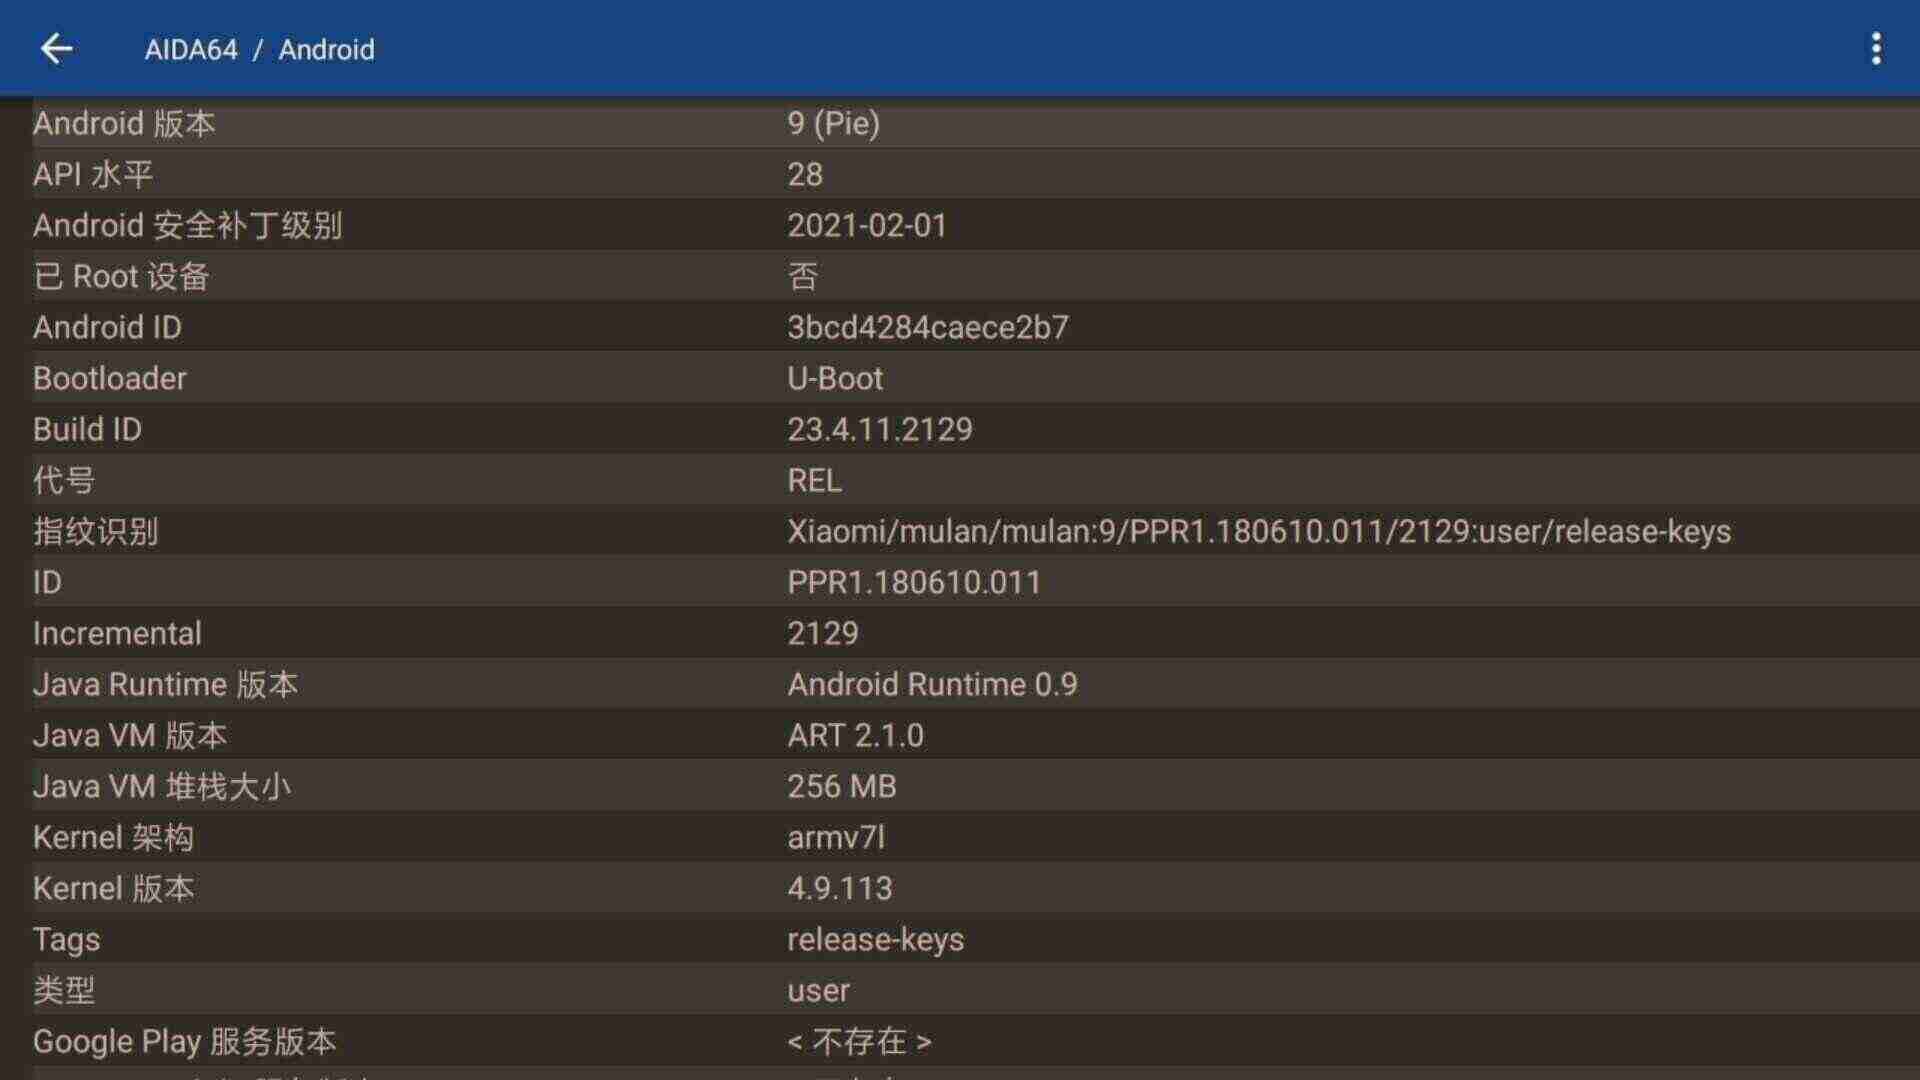 AIDA64 / Android
Android 版本 9 (Pie)
API 水平 28
Android 安全补丁级别 2021-02-01
已 Root 设备 否
Android ID 3bcd4284caece2b7
Bootloader U-Boot
Build ID 23.4.11.2129
代号 REL
指纹识别 Xiaomi/mulan/mulan:9/PPR1.180610.011/2129:user/release-keys
ID PPR1.180610.011
Incremental 2129
Java Runtime 版本 Android Runtime 0.9
Java VM 版本 ART 2.1.0
Java VM 堆栈大小 256 MB
Kernel 架构 armv7l
Kernel 版本 4.9.113
Tags release-keys
类型 user
Google Play 服务版本 < 不存在 >